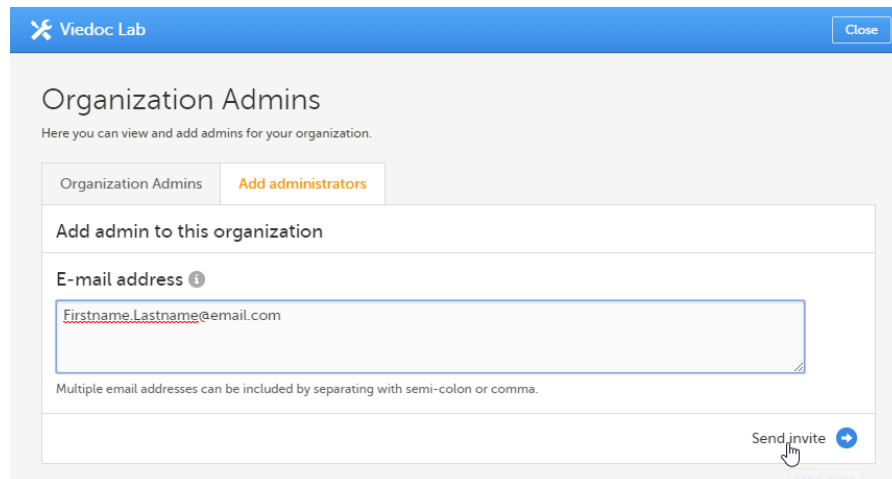 Viedoc Lab
Close
Organization Admins
Here you can view and add admins for your organization.
Organization Admins
Add administrators
Add admin to this organization
E-mail address
Firstname.Lastname@email.com
Multiple email addresses can be included by separating with semi-colon or comma.
Send invite
Send invite